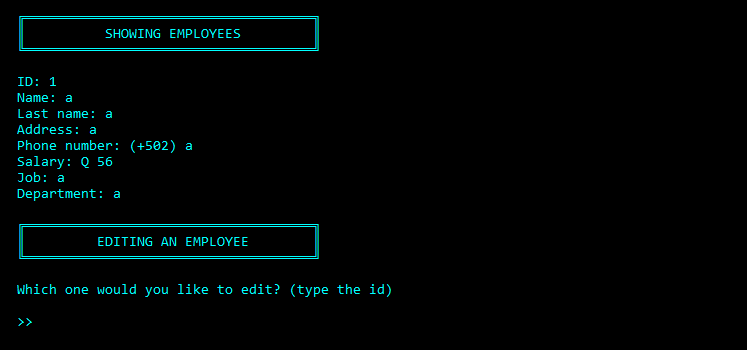 SHOWING EMPLOYEES
ID: 1
Name: a
Last name: a
Address: a
Phone number: (+502) a
Salary: Q 56
Job: a
Department: a
EDITING AN EMPLOYEE
Which one would you like to edit? (type the id)
>>